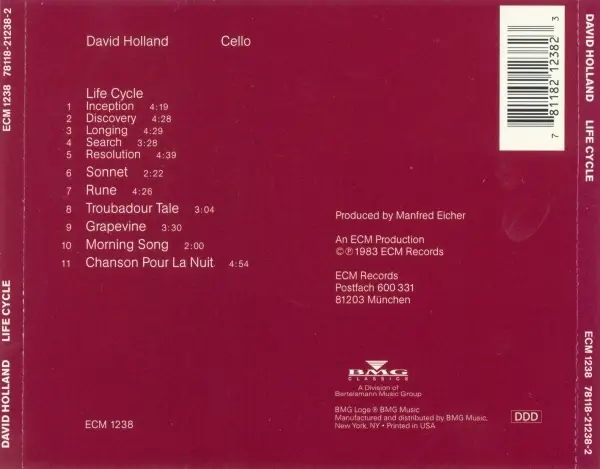 David Holland Cello
Life Cycle
1 Inception 4:19
2 Discovery 4:28
3 Longing 4:29
4 Search 3:28
5 Resolution 4:39
6 Sonnet 2:22
7 Rune 4:26
8 Troubadour Tale 3:04
9 Grapevine 3:30
10 Morning Song 2:00
11 Chanson Pour La Nuit 4:54
ECM 1238
Produced by Manfred Eicher
An ECM Production
©℗ 1983 ECM Records
ECM Records
Postfach 600 331
81203 München
BMG
CLASSICS
A Division of
Bertelsmann Music Group
BMG Logo ® BMG Music
Manufactured and distributed by BMG Music,
New York, NY • Printed in USA
DDD
7 81182 12382 3
DAVID HOLLAND LIFE CYCLE ECM 1238 78118-21238-2
DAVID HOLLAND LIFE CYCLE ECM 1238 78118-21238-2